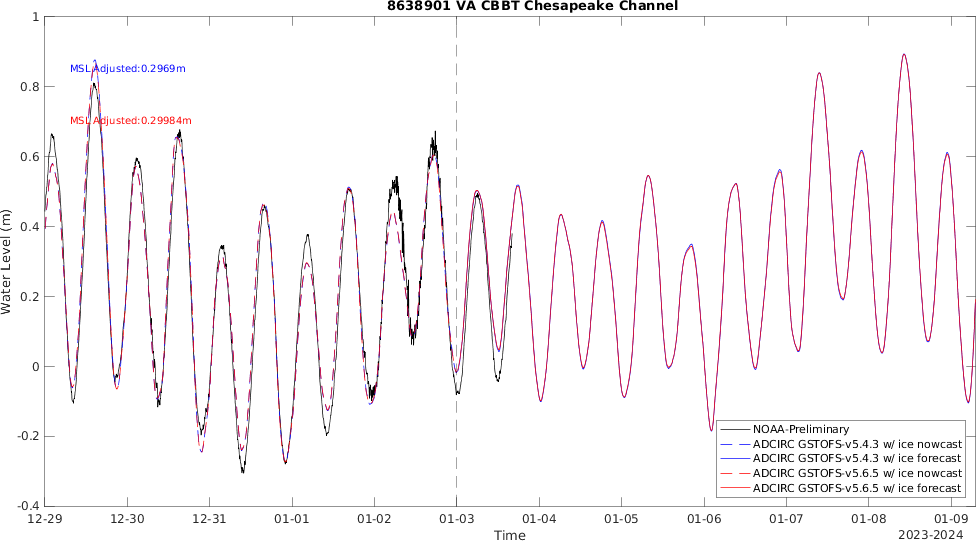 8638901 VA CBBT Chesapeake Channel
1
0.8
0.6
0.4
0.2
0
-0.2
-0.4
Water Level (m)
MSL Adjusted:0.2969m
MSL Adjusted:0.29984m
NOAA-Preliminary
ADCIRC GSTOFS-v5.4.3 w/ ice nowcast
ADCIRC GSTOFS-v5.4.3 w/ ice forecast
ADCIRC GSTOFS-v5.6.5 w/ ice nowcast
ADCIRC GSTOFS-v5.6.5 w/ ice forecast
12-29 12-30 12-31 01-01 01-02 01-03 01-04 01-05 01-06 01-07 01-08 01-09
Time
2023-2024